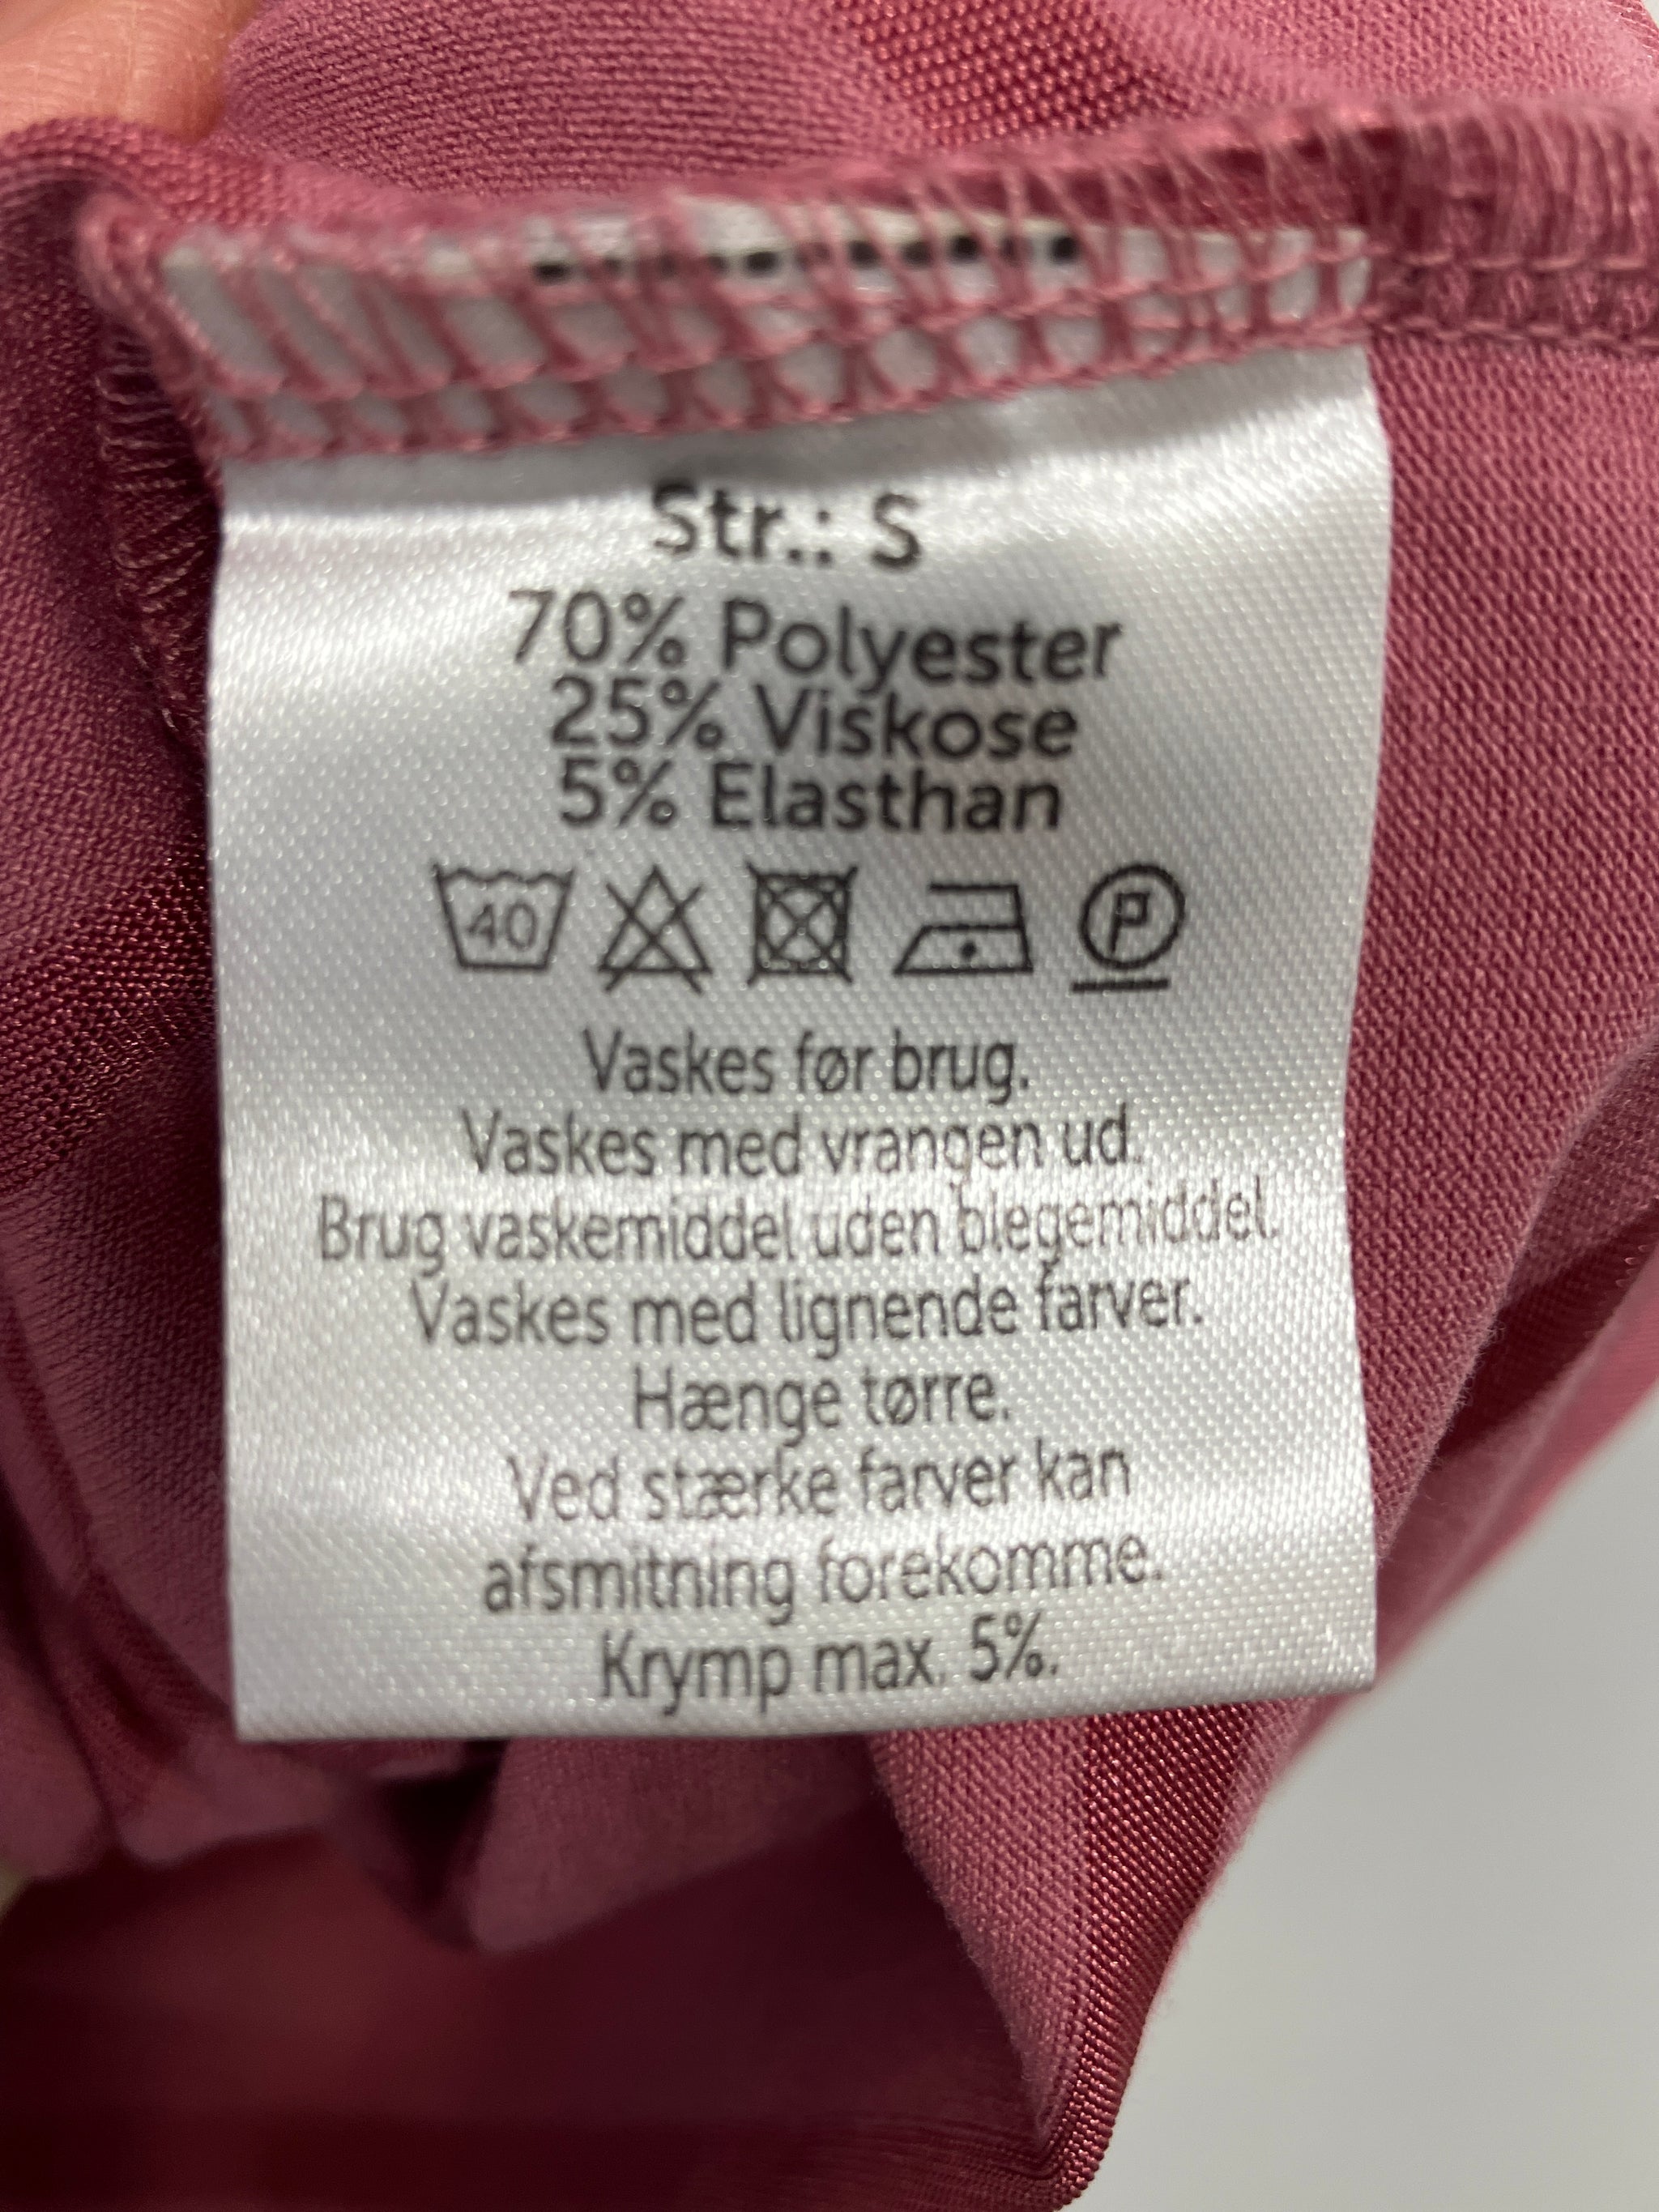 Str.: S
70% Polyester
25% Viskose
5% Elasthan
40 P
Vaskes før brug.
Vaskes med vrangen ud.
Brug vaskemiddel uden blegemiddel.
Vaskes med lignende farver.
Hænge tørre.
Ved stærke farver kan
afsmitning forekomme.
Krymp max. 5%.